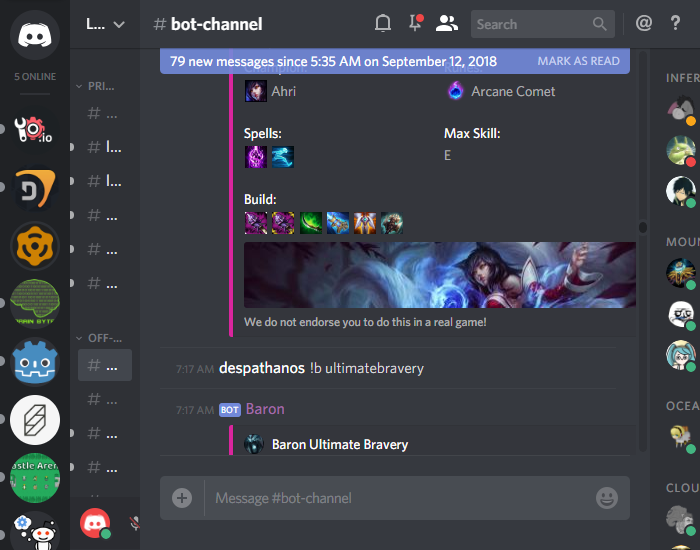 L...
# bot-channel
Search
@
?
5 ONLINE
79 new messages since 5:35 AM on September 12, 2018
MARK AS READ
PRI...
# ...
# l...
# l...
# ...
# ...
# ...
OFF-...
# ...
# ...
# ...
# ...
.io
Ahri
Arcane Comet
Spells:
Max Skill:
E
Build:
We do not endorse you to do this in a real game!
7:17 AM despathanos !b ultimatebravery
7:17 AM BOT Baron
Baron Ultimate Bravery
Message #bot-channel
INFER
MOUN
OCEA
CLOU